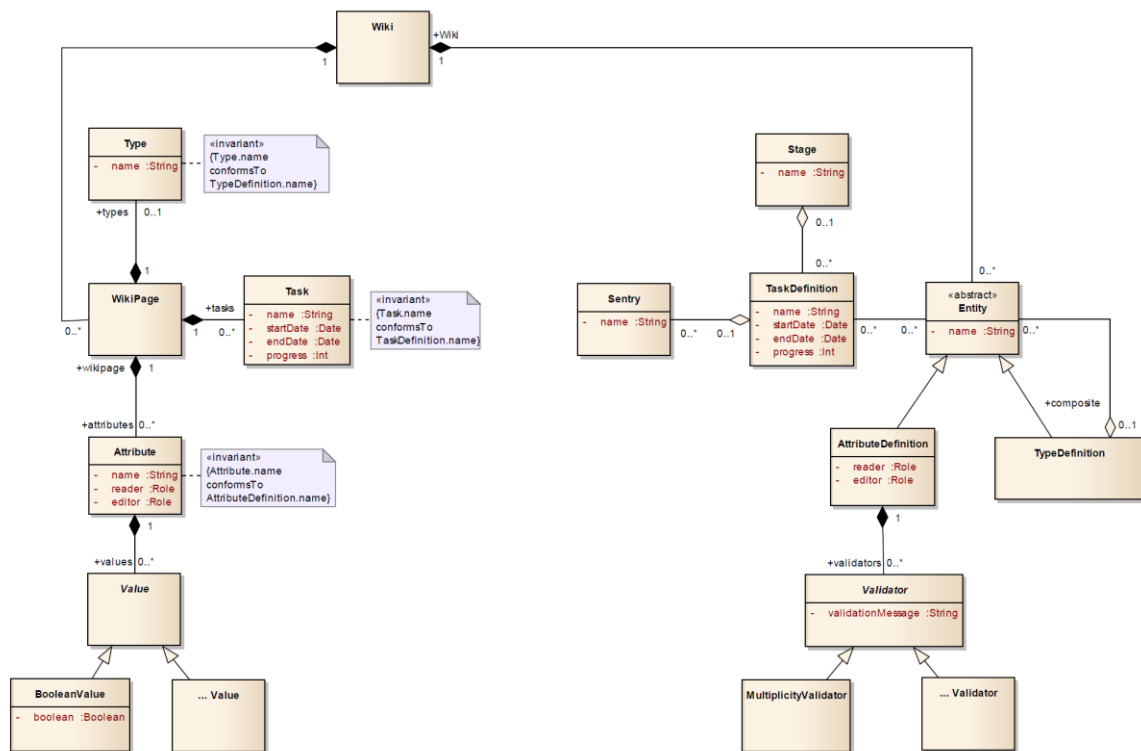 Wiki
+Wiki
1
1
Type
- name :String
«invariant»
{Type.name
conformsTo
TypeDefinition.name}
+types
0..1
1
WikiPage
0..*
+wikipage
1
+tasks
1
0..*
Task
- name :String
- startDate :Date
- endDate :Date
- progress :Int
«invariant»
{Task.name
conformsTo
TaskDefinition.name}
+attributes 0..*
Attribute
- name :String
- reader :Role
- editor :Role
«invariant»
{Attribute.name
conformsTo
AttributeDefinition.name}
1
+values 0..*
Value
BooleanValue
- boolean :Boolean
... Value
Stage
- name :String
0..1
0..*
Sentry
- name :String
0..*
0..1
TaskDefinition
- name :String
- startDate :Date
- endDate :Date
- progress :Int
0..*
0..*
0..*
«abstract»
Entity
- name :String
0..*
+composite
0..1
AttributeDefinition
- reader :Role
- editor :Role
TypeDefinition
1
+validators 0..*
Validator
- validationMessage :String
MultiplicityValidator
... Validator